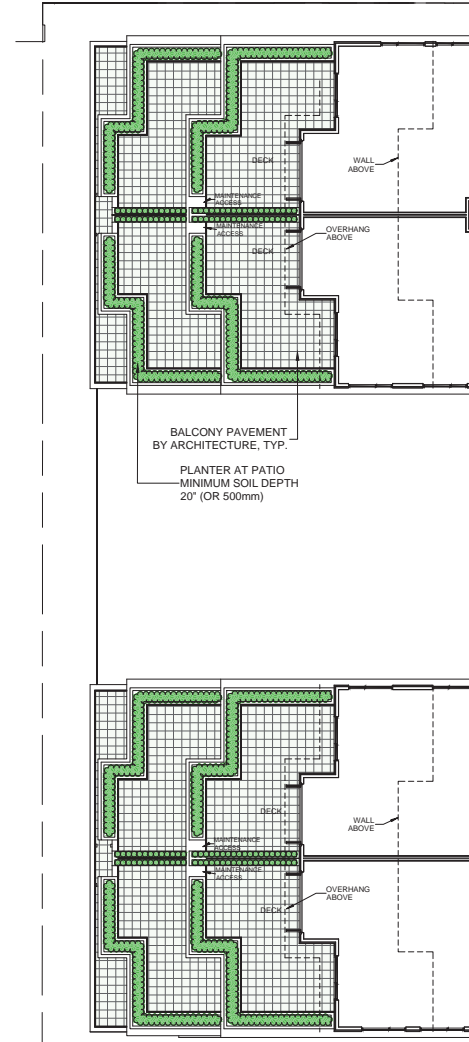 DECK
WALL
ABOVE
MAINTENANCE
ACCESS
MAINTENANCE
ACCESS
OVERHANG
ABOVE
DECK
BALCONY PAVEMENT
BY ARCHITECTURE, TYP.
PLANTER AT PATIO
MINIMUM SOIL DEPTH
20" (OR 500mm)
DECK
WALL
ABOVE
MAINTENANCE
ACCESS
MAINTENANCE
ACCESS
OVERHANG
ABOVE
DECK